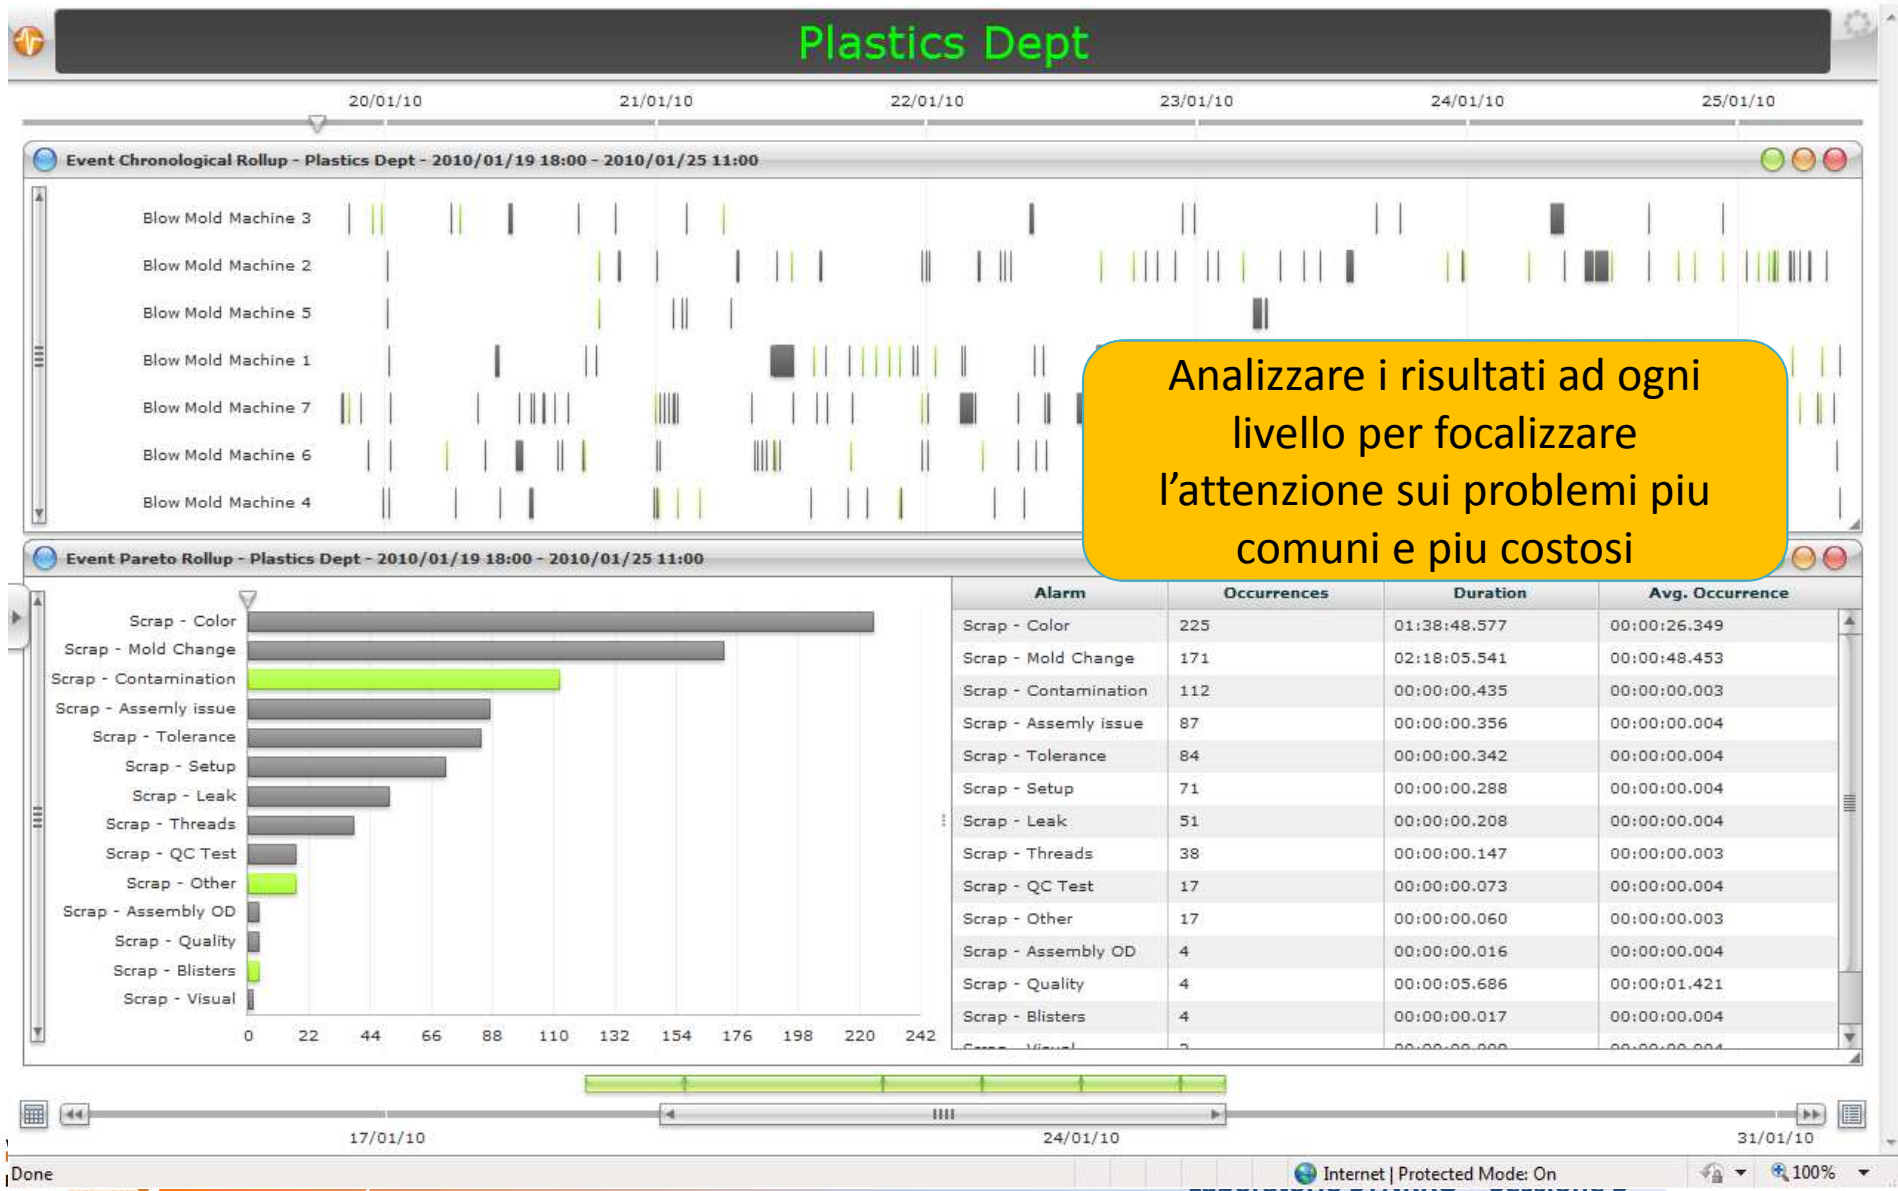 Plastics Dept
20/01/10 21/01/10 22/01/10 23/01/10 24/01/10 25/01/10
Event Chronological Rollup - Plastics Dept - 2010/01/19 18:00 - 2010/01/25 11:00
Blow Mold Machine 3
Blow Mold Machine 2
Blow Mold Machine 5
Blow Mold Machine 1
Blow Mold Machine 7
Blow Mold Machine 6
Blow Mold Machine 4
Analizzare i risultati ad ogni
livello per focalizzare
l'attenzione sui problemi piu
comuni e piu costosi
Event Pareto Rollup - Plastics Dept - 2010/01/19 18:00 - 2010/01/25 11:00
Scrap - Color
Scrap - Mold Change
Scrap - Contamination
Scrap - Assemly issue
Scrap - Tolerance
Scrap - Setup
Scrap - Leak
Scrap - Threads
Scrap - QC Test
Scrap - Other
Scrap - Assembly OD
Scrap - Quality
Scrap - Blisters
Scrap - Visual
0 22 44 66 88 110 132 154 176 198 220 242
Alarm Occurrences Duration Avg. Occurrence
Scrap - Color 225 01:38:48.577 00:00:26.349
Scrap - Mold Change 171 02:18:05.541 00:00:48.453
Scrap - Contamination 112 00:00:00.435 00:00:00.003
Scrap - Assemly issue 87 00:00:00.356 00:00:00.004
Scrap - Tolerance 84 00:00:00.342 00:00:00.004
Scrap - Setup 71 00:00:00.288 00:00:00.004
Scrap - Leak 51 00:00:00.208 00:00:00.004
Scrap - Threads 38 00:00:00.147 00:00:00.003
Scrap - QC Test 17 00:00:00.073 00:00:00.004
Scrap - Other 17 00:00:00.060 00:00:00.003
Scrap - Assembly OD 4 00:00:00.016 00:00:00.004
Scrap - Quality 4 00:00:05.686 00:00:01.421
Scrap - Blisters 4 00:00:00.017 00:00:00.004
17/01/10 24/01/10 31/01/10
Done Internet | Protected Mode: On 100%